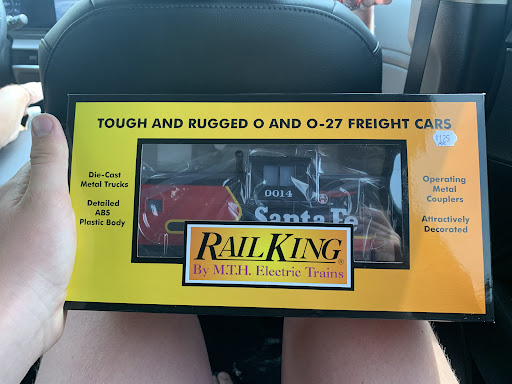 TOUGH AND RUGGED O AND O-27 FREIGHT CARS
Die-Cast
Metal Trucks
Detailed
ABS
Plastic Body
0014
Santa Fe
Operating
Metal
Couplers
Attractively
Decorated
RAILKING®
By M.T.H. Electric Trains